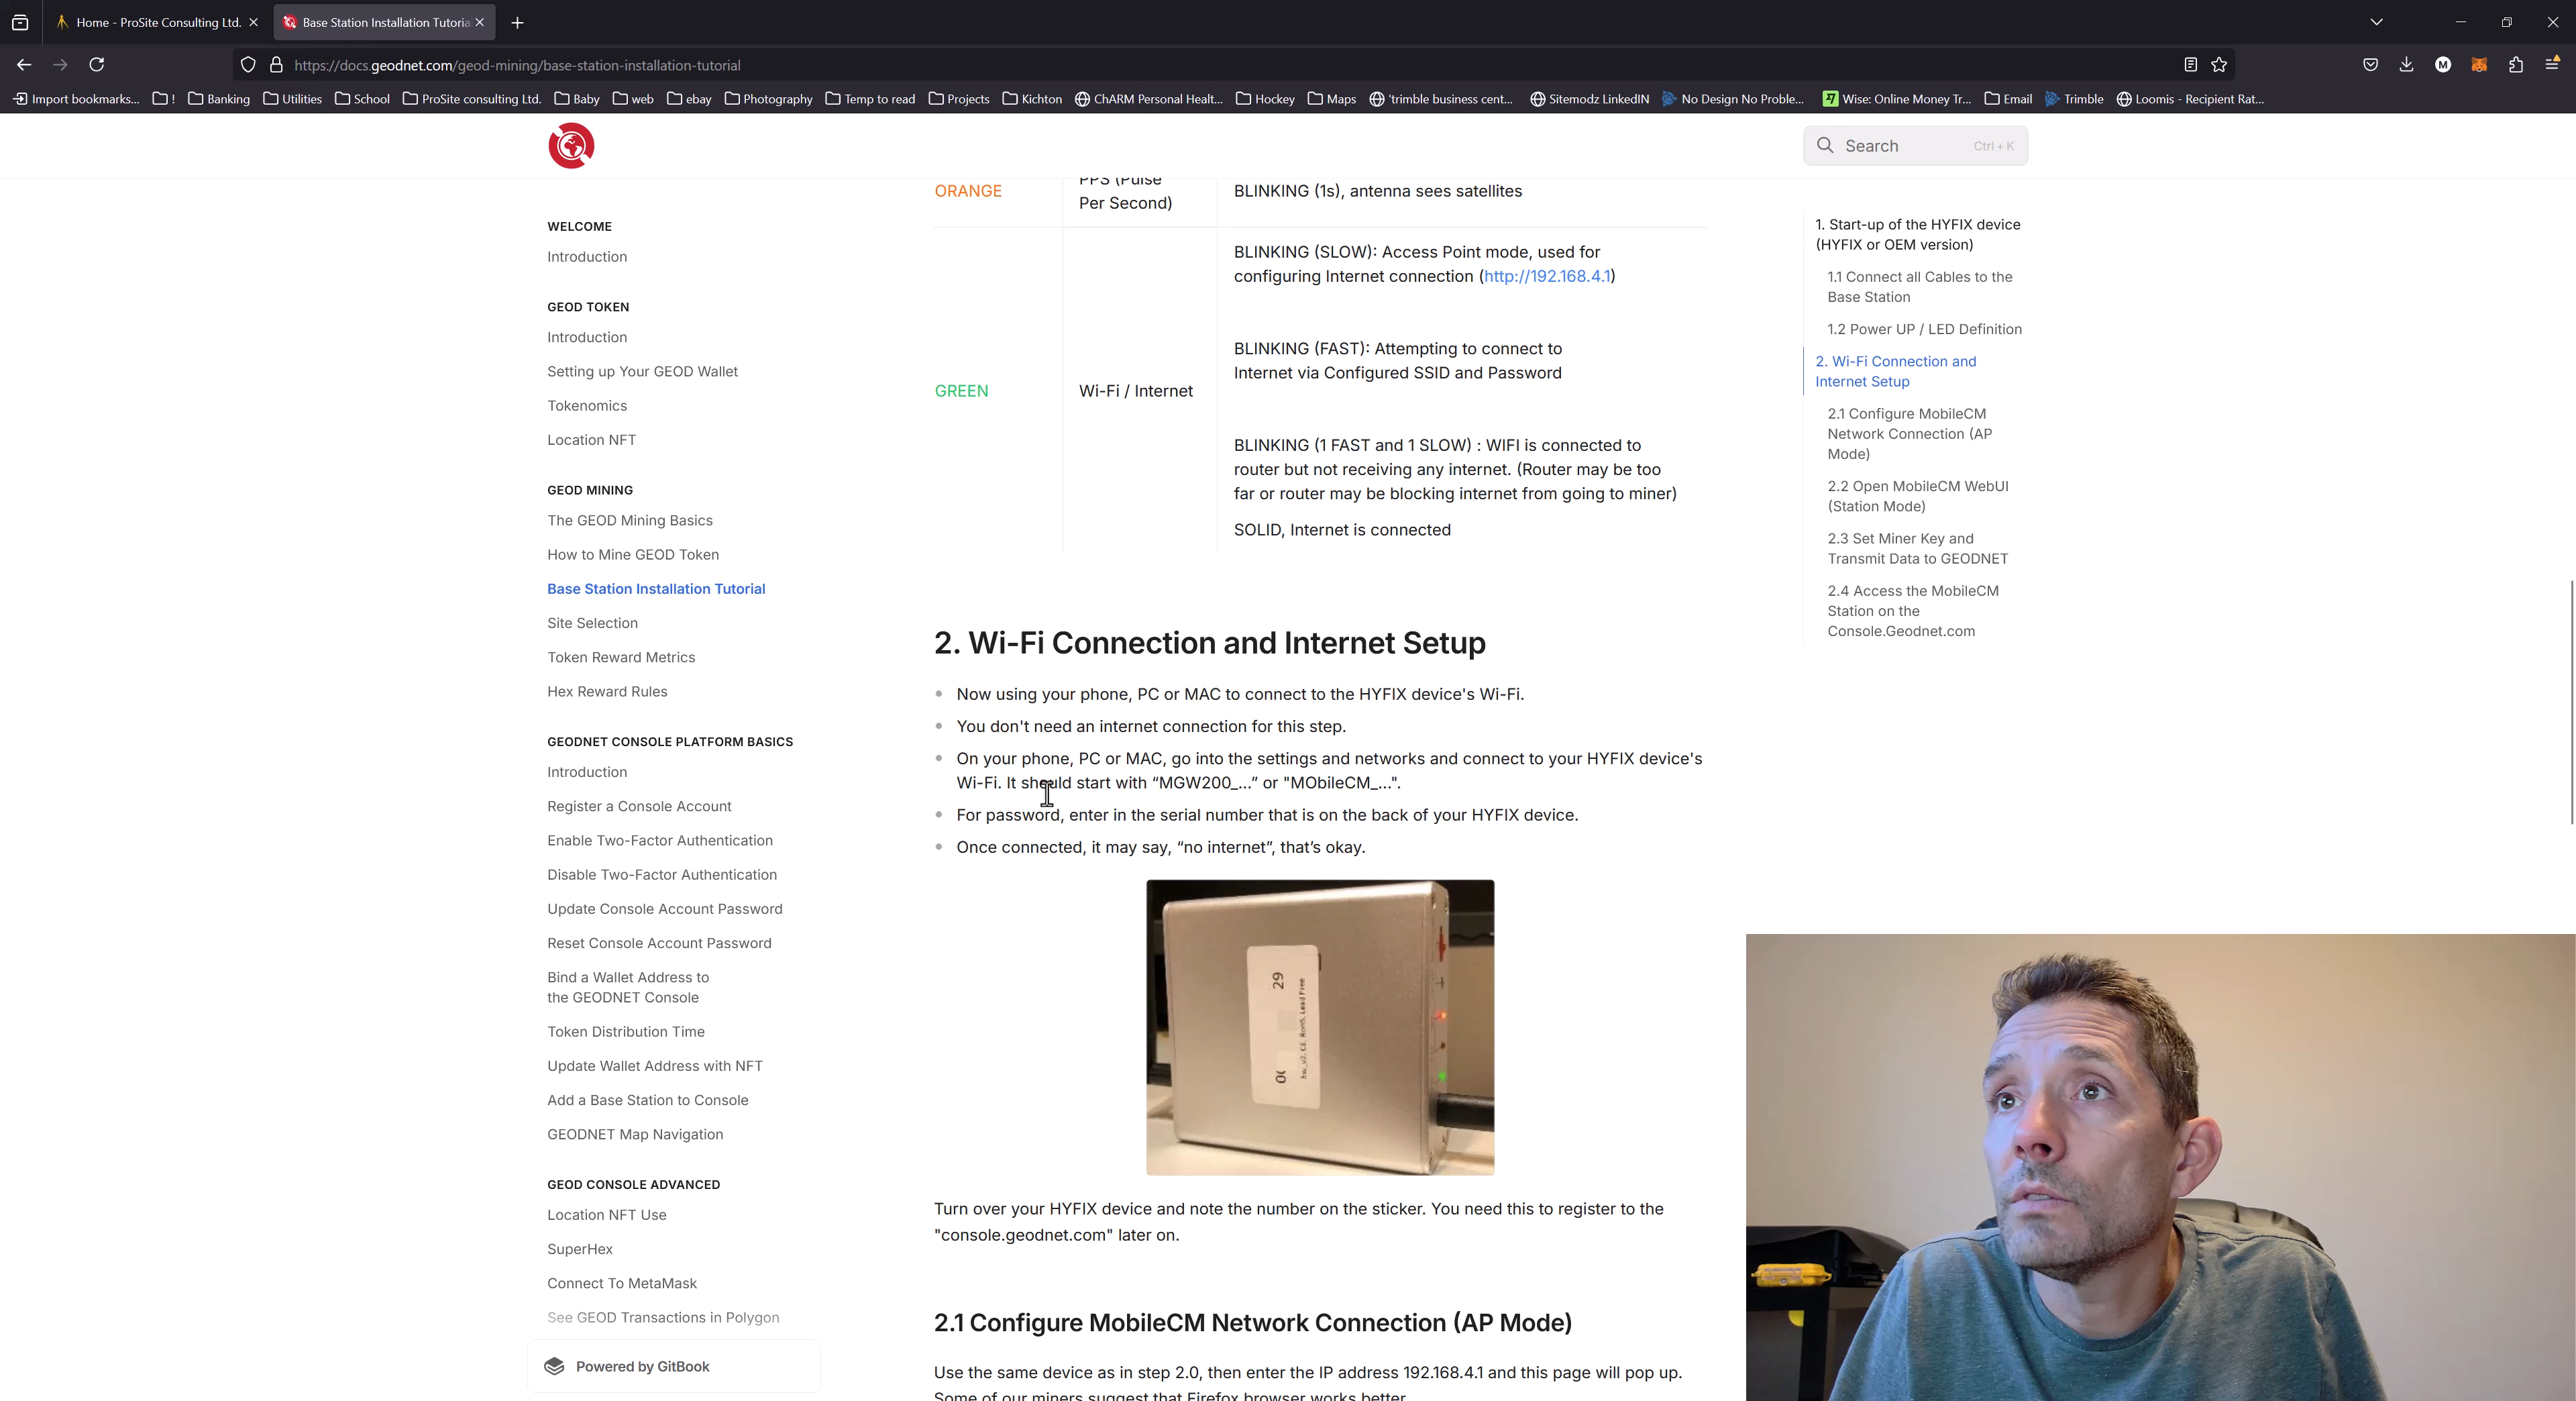 Home - ProSite Consulting Ltd.
Base Station Installation Tutoria
https://docs.geodnet.com/geod-mining/base-station-installation-tutorial
M
Import bookmarks...
!
Banking
Utilities
School
ProSite consulting Ltd.
Baby
web
ebay
Photography
Temp to read
Projects
Kichton
ChARM Personal Healt...
Hockey
Maps
'trimble business cent...
Sitemodz LinkedIN
No Design No Proble...
Wise: Online Money Tr...
Email
Trimble
Loomis - Recipient Rat...
Search
Ctrl + K
WELCOME
Introduction
GEOD TOKEN
Introduction
Setting up Your GEOD Wallet
Tokenomics
Location NFT
GEOD MINING
The GEOD Mining Basics
How to Mine GEOD Token
Base Station Installation Tutorial
Site Selection
Token Reward Metrics
Hex Reward Rules
GEODNET CONSOLE PLATFORM BASICS
Introduction
Register a Console Account
Enable Two-Factor Authentication
Disable Two-Factor Authentication
Update Console Account Password
Reset Console Account Password
Bind a Wallet Address to
the GEODNET Console
Token Distribution Time
Update Wallet Address with NFT
Add a Base Station to Console
GEODNET Map Navigation
GEOD CONSOLE ADVANCED
Location NFT Use
SuperHex
Connect To MetaMask
See GEOD Transactions in Polygon
Powered by GitBook
ORANGE
PPS (Pulse
Per Second)
BLINKING (1s), antenna sees satellites
GREEN
Wi-Fi / Internet
BLINKING (SLOW): Access Point mode, used for
configuring Internet connection (http://192.168.4.1)
BLINKING (FAST): Attempting to connect to
Internet via Configured SSID and Password
BLINKING (1 FAST and 1 SLOW) : WIFI is connected to
router but not receiving any internet. (Router may be too
far or router may be blocking internet from going to miner)
SOLID, Internet is connected
2. Wi-Fi Connection and Internet Setup
Now using your phone, PC or MAC to connect to the HYFIX device's Wi-Fi.
You don't need an internet connection for this step.
On your phone, PC or MAC, go into the settings and networks and connect to your HYFIX device's
Wi-Fi. It should start with “MGW200_...” or "MObileCM_...".
For password, enter in the serial number that is on the back of your HYFIX device.
Once connected, it may say, “no internet”, that’s okay.
29
hw_v2, CE, RoHS, Lead Free
Turn over your HYFIX device and note the number on the sticker. You need this to register to the
"console.geodnet.com" later on.
2.1 Configure MobileCM Network Connection (AP Mode)
Use the same device as in step 2.0, then enter the IP address 192.168.4.1 and this page will pop up.
Some of our miners suggest that Firefox browser works better.
1. Start-up of the HYFIX device
(HYFIX or OEM version)
1.1 Connect all Cables to the
Base Station
1.2 Power UP / LED Definition
2. Wi-Fi Connection and
Internet Setup
2.1 Configure MobileCM
Network Connection (AP
Mode)
2.2 Open MobileCM WebUI
(Station Mode)
2.3 Set Miner Key and
Transmit Data to GEODNET
2.4 Access the MobileCM
Station on the
Console.Geodnet.com